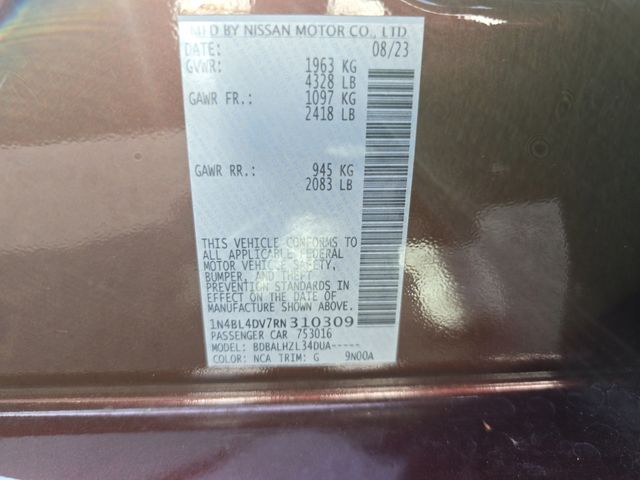 MFD BY NISSAN MOTOR CO., LTD
DATE: 08/23
GVWR: 1963 KG
4328 LB
GAWR FR.: 1097 KG
2418 LB
GAWR RR.: 945 KG
2083 LB
THIS VEHICLE CONFORMS TO
ALL APPLICABLE FEDERAL
MOTOR VEHICLE SAFETY,
BUMPER, AND THEFT
PREVENTION STANDARDS IN
EFFECT ON THE DATE OF
MANUFACTURE SHOWN ABOVE.
1N4BL4DV7RN310309
PASSENGER CAR 753016
MODEL: BDBALHZL34DUA-----
COLOR: NCA TRIM: G 9N00A